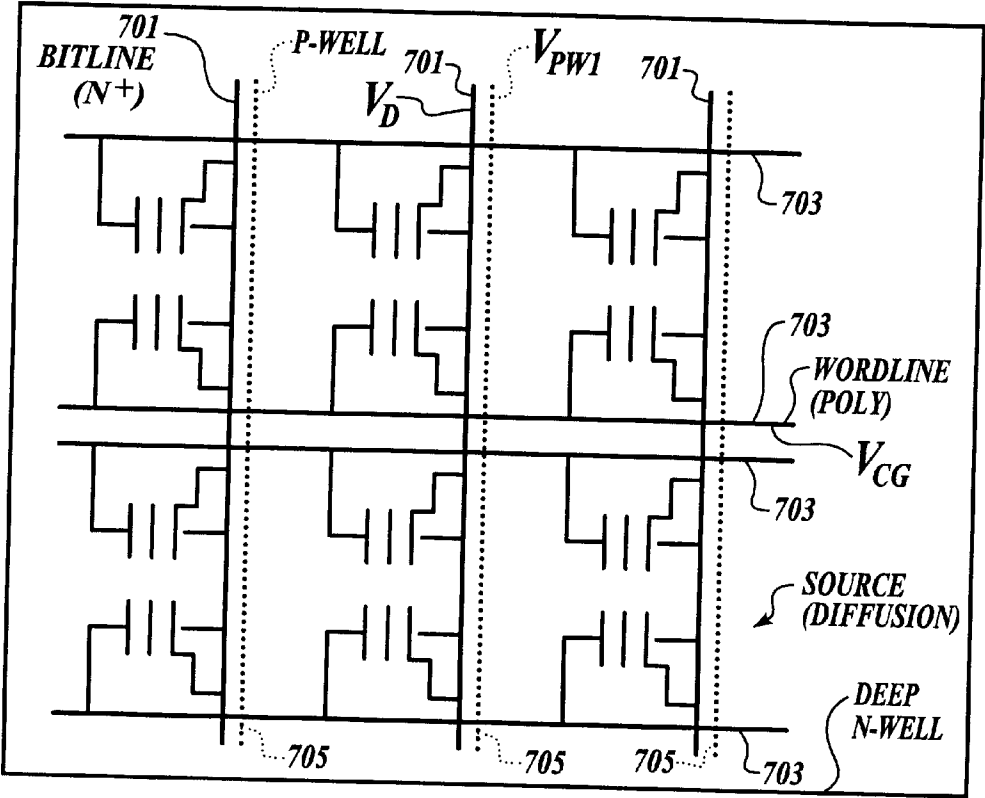 701
BITLINE
(N+)
P-WELL
701
V_D
V_PW1
701
703
703
WORDLINE
(POLY)
V_CG
703
SOURCE
(DIFFUSION)
DEEP
N-WELL
705
705
705
703